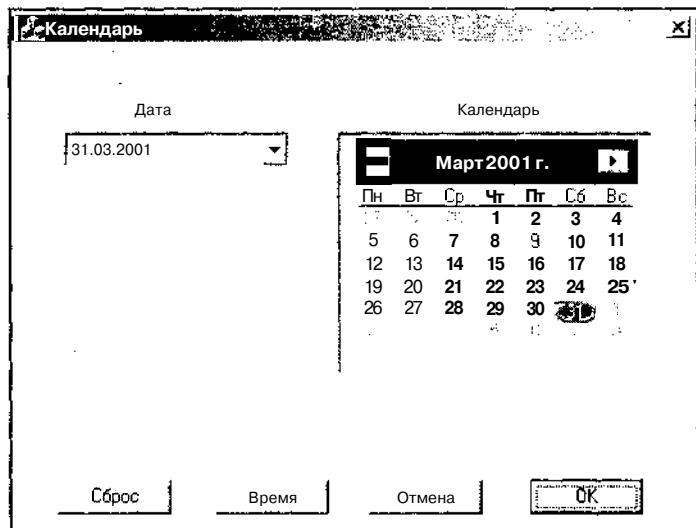 Календарь
Дата
Календарь
31.03.2001
Март 2001 г.
Пн Вт Ср Чт Пт Сб Вс
1 2 3 4
5 6 7 8 9 10 11
12 13 14 15 16 17 18
19 20 21 22 23 24 25
26 27 28 29 30 31
Сброс Время Отмена OK